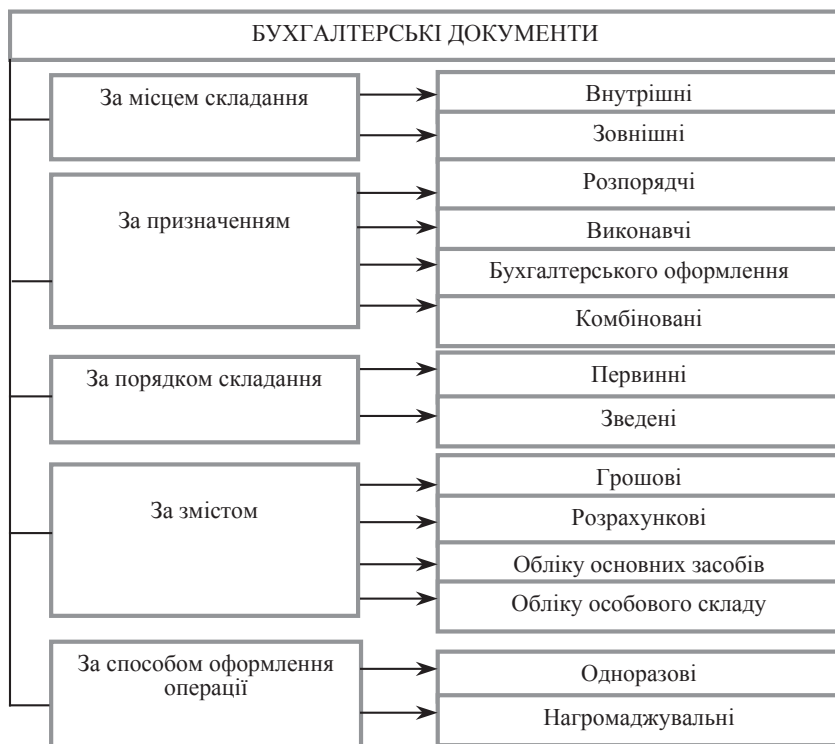 БУХГАЛТЕРСЬКІ ДОКУМЕНТИ
За місцем складання
Внутрішні
Зовнішні
За призначенням
Розпорядчі
Виконавчі
Бухгалтерського оформлення
Комбіновані
За порядком складання
Первинні
Зведені
За змістом
Грошові
Розрахункові
Обліку основних засобів
Обліку особового складу
За способом оформлення
операції
Одноразові
Нагромаджувальні